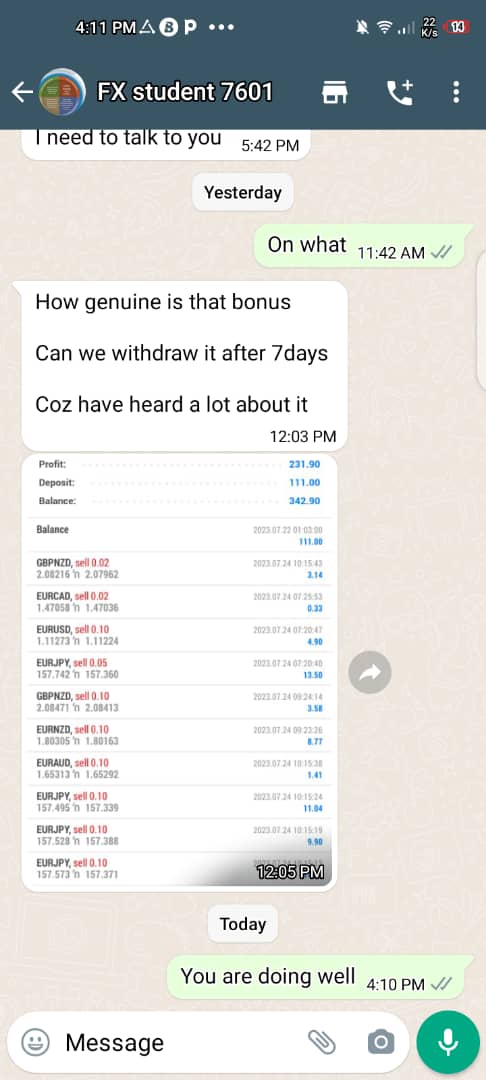 4:11 PM B P ...
22 K/s 14
FX student 7601
I need to talk to you 5:42 PM
Yesterday
On what 11:42 AM
How genuine is that bonus
Can we withdraw it after 7days
Coz have heard a lot about it
12:03 PM
Profit: 231.90
Deposit: 111.00
Balance: 342.90
Balance 2023.07.22 01:03:00
111.00
GBPNZD, sell 0.02 2023.07.24 10:15:43
2.08216 2.07962 3.14
EURCAD, sell 0.02 2023.07.24 07:25:53
1.47058 1.47036 0.33
EURUSD, sell 0.10 2023.07.24 07:20:47
1.11273 1.11224 4.90
EURJPY, sell 0.05 2023.07.24 07:20:40
157.742 157.360 13.50
GBPNZD, sell 0.10 2023.07.24 09:24:14
2.08471 2.08413 3.58
EURNZD, sell 0.10 2023.07.24 09:23:26
1.80305 1.80163 8.77
EURAUD, sell 0.10 2023.07.24 10:15:38
1.65313 1.65292 1.41
EURJPY, sell 0.10 2023.07.24 10:15:24
157.495 157.339 11.04
EURJPY, sell 0.10 2023.07.24 10:15:19
157.528 157.388 9.90
EURJPY, sell 0.10
157.573 157.371
12:05 PM
Today
You are doing well 4:10 PM
Message